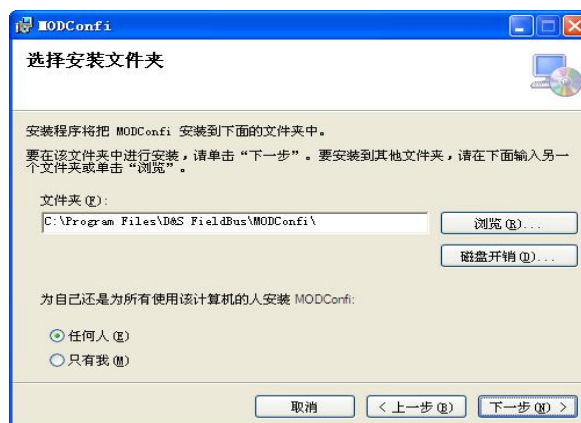 MODConfi
选择安装文件夹
安装程序将把 MODConfi 安装到下面的文件夹中。
要在该文件夹中进行安装，请单击“下一步”。要安装到其他文件夹，请在下面输入另一
个文件夹或单击“浏览”。
文件夹(F):
C:\Program Files\D&S FieldBus\MODConfi\
浏览(R)...
磁盘开销(D)...
为自己还是为所有使用该计算机的人安装 MODConfi:
任何人(E)
只有我(M)
取消
< 上一步(B)
下一步(N) >